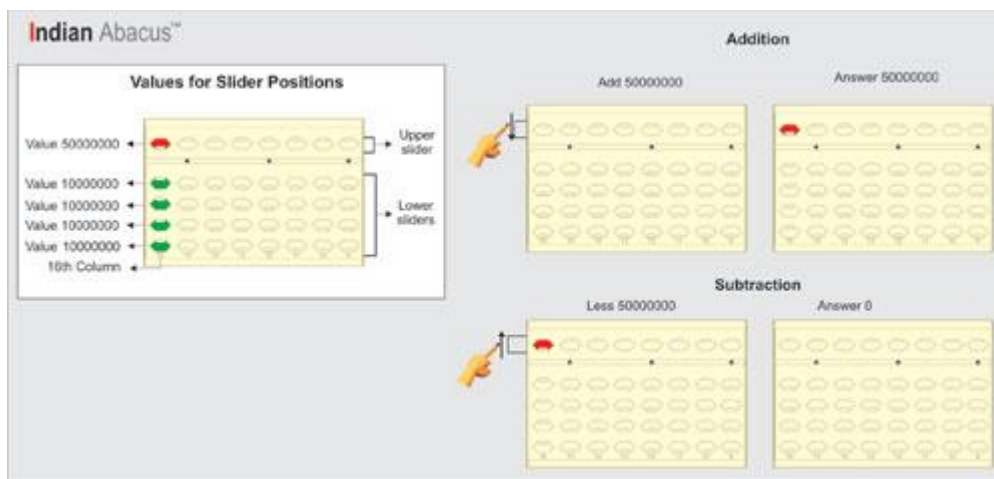 Indian Abacus™
Values for Slider Positions
Value 50000000
Upper
slider
Value 10000000
Value 10000000
Value 10000000
Value 10000000
Lower
sliders
16th Column
Addition
Add 50000000
Answer 50000000
Subtraction
Less 50000000
Answer 0